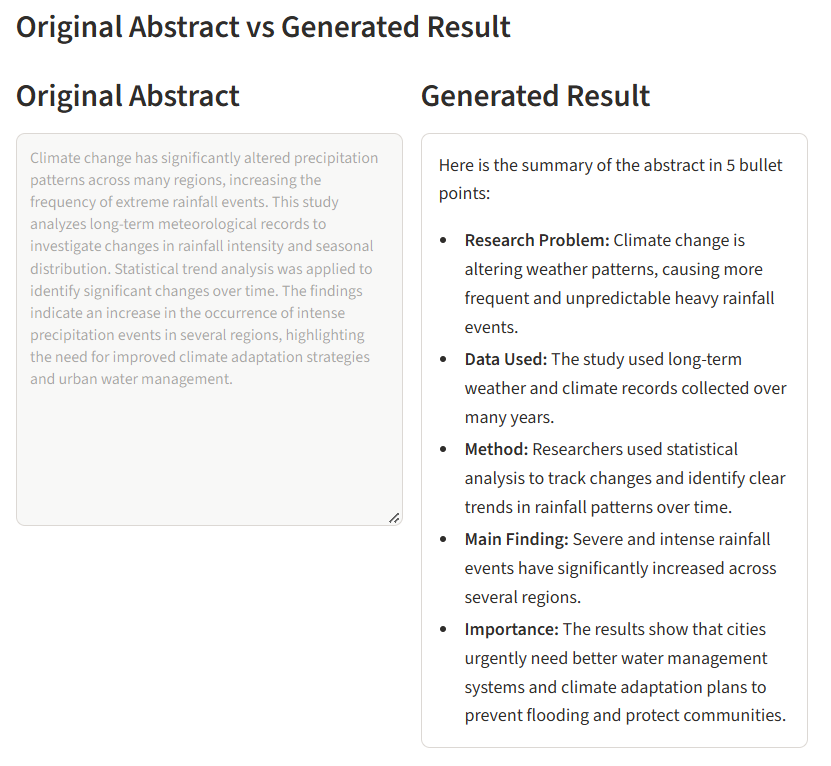 Original Abstract vs Generated Result
Original Abstract
Climate change has significantly altered precipitation
patterns across many regions, increasing the
frequency of extreme rainfall events. This study
analyzes long-term meteorological records to
investigate changes in rainfall intensity and seasonal
distribution. Statistical trend analysis was applied to
identify significant changes over time. The findings
indicate an increase in the occurrence of intense
precipitation events in several regions, highlighting
the need for improved climate adaptation strategies
and urban water management.
Generated Result
Here is the summary of the abstract in 5 bullet
points:
• Research Problem: Climate change is
altering weather patterns, causing more
frequent and unpredictable heavy rainfall
events.
• Data Used: The study used long-term
weather and climate records collected over
many years.
• Method: Researchers used statistical
analysis to track changes and identify clear
trends in rainfall patterns over time.
• Main Finding: Severe and intense rainfall
events have significantly increased across
several regions.
• Importance: The results show that cities
urgently need better water management
systems and climate adaptation plans to
prevent flooding and protect communities.